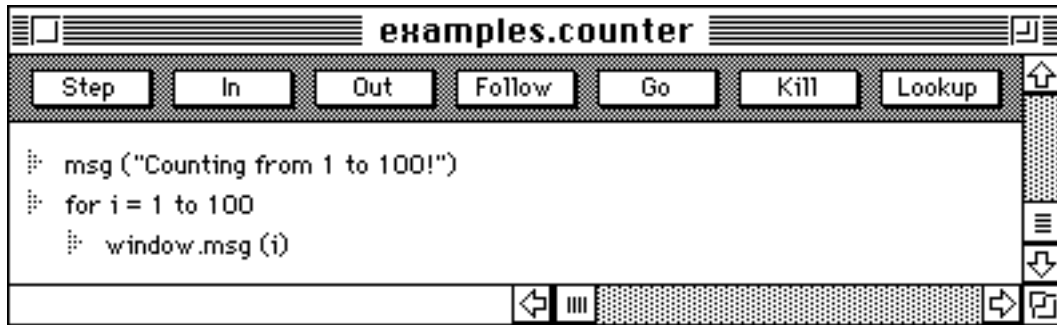 examples.counter
Step In Out Follow Go Kill Lookup
msg ("Counting from 1 to 100!")
for i = 1 to 100
window.msg (i)